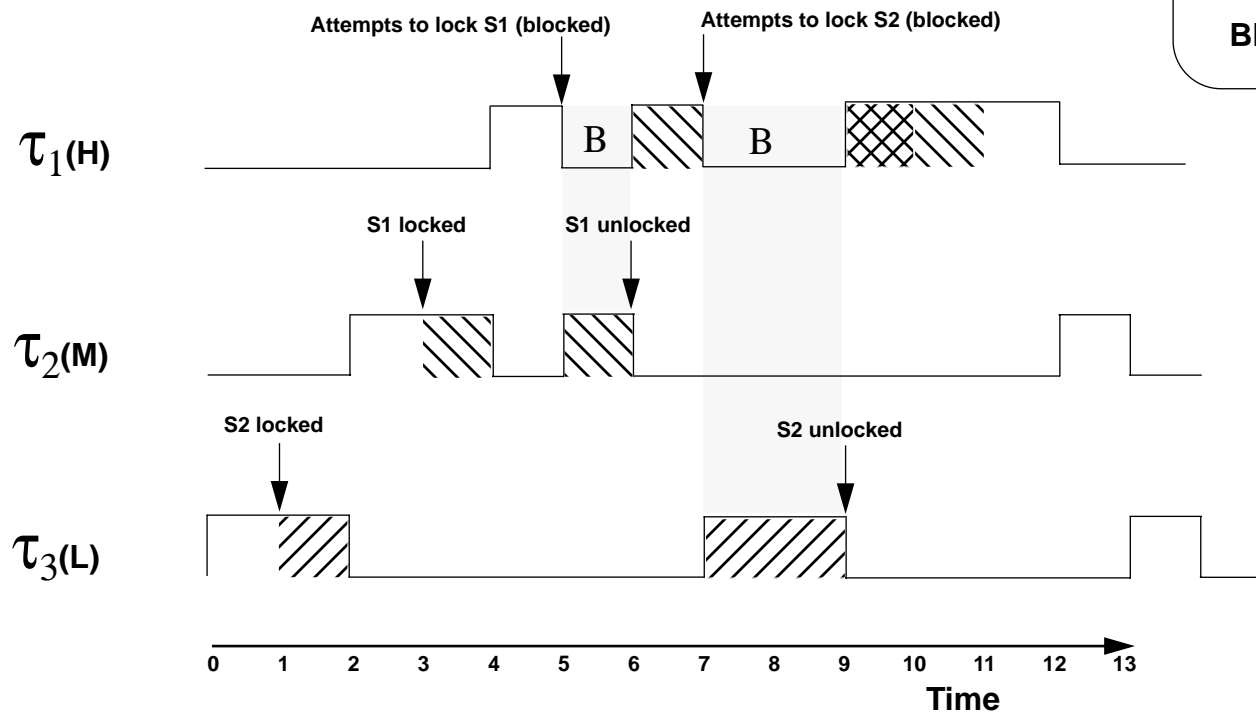 Attempts to lock S1 (blocked)
Attempts to lock S2 (blocked)
τ1(H)
B
B
S1 locked
S1 unlocked
τ2(M)
S2 locked
S2 unlocked
τ3(L)
0 1 2 3 4 5 6 7 8 9 10 11 12 13
Time